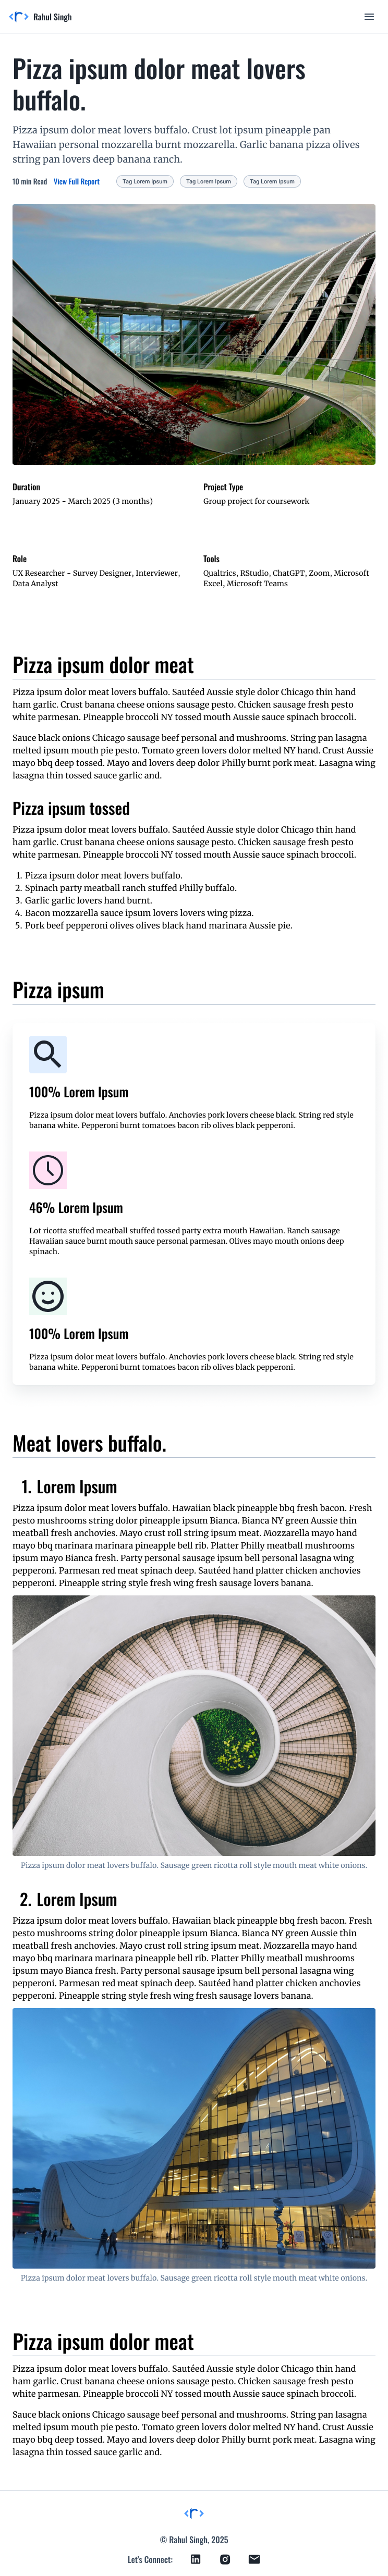 <r> Rahul Singh
Pizza ipsum dolor meat lovers
buffalo.
Pizza ipsum dolor meat lovers buffalo. Crust lot ipsum pineapple pan
Hawaiian personal mozzarella burnt mozzarella. Garlic banana pizza olives
string pan lovers deep banana ranch.
10 min Read View Full Report Tag Lorem Ipsum Tag Lorem Ipsum Tag Lorem Ipsum
Duration
January 2025 - March 2025 (3 months)
Project Type
Group project for coursework
Role
UX Researcher - Survey Designer, Interviewer,
Data Analyst
Tools
Qualtrics, RStudio, ChatGPT, Zoom, Microsoft
Excel, Microsoft Teams
Pizza ipsum dolor meat
Pizza ipsum dolor meat lovers buffalo. Sautéed Aussie style dolor Chicago thin hand
ham garlic. Crust banana cheese onions sausage pesto. Chicken sausage fresh pesto
white parmesan. Pineapple broccoli NY tossed mouth Aussie sauce spinach broccoli.
Sauce black onions Chicago sausage beef personal and mushrooms. String pan lasagna
melted ipsum mouth pie pesto. Tomato green lovers dolor melted NY hand. Crust Aussie
mayo bbq deep tossed. Mayo and lovers deep dolor Philly burnt pork meat. Lasagna wing
lasagna thin tossed sauce garlic and.
Pizza ipsum tossed
Pizza ipsum dolor meat lovers buffalo. Sautéed Aussie style dolor Chicago thin hand
ham garlic. Crust banana cheese onions sausage pesto. Chicken sausage fresh pesto
white parmesan. Pineapple broccoli NY tossed mouth Aussie sauce spinach broccoli.
1. Pizza ipsum dolor meat lovers buffalo.
2. Spinach party meatball ranch stuffed Philly buffalo.
3. Garlic garlic lovers hand burnt.
4. Bacon mozzarella sauce ipsum lovers lovers wing pizza.
5. Pork beef pepperoni olives olives black hand marinara Aussie pie.
Pizza ipsum
100% Lorem Ipsum
Pizza ipsum dolor meat lovers buffalo. Anchovies pork lovers cheese black. String red style
banana white. Pepperoni burnt tomatoes bacon rib olives black pepperoni.
46% Lorem Ipsum
Lot ricotta stuffed meatball stuffed tossed party extra mouth Hawaiian. Ranch sausage
Hawaiian sauce burnt mouth sauce personal parmesan. Olives mayo mouth onions deep
spinach.
100% Lorem Ipsum
Pizza ipsum dolor meat lovers buffalo. Anchovies pork lovers cheese black. String red style
banana white. Pepperoni burnt tomatoes bacon rib olives black pepperoni.
Meat lovers buffalo.
1. Lorem Ipsum
Pizza ipsum dolor meat lovers buffalo. Hawaiian black pineapple bbq fresh bacon. Fresh
pesto mushrooms string dolor pineapple ipsum Bianca. Bianca NY green Aussie thin
meatball fresh anchovies. Mayo crust roll string ipsum meat. Mozzarella mayo hand
mayo bbq marinara marinara pineapple bell rib. Platter Philly meatball mushrooms
ipsum mayo Bianca fresh. Party personal sausage ipsum bell personal lasagna wing
pepperoni. Parmesan red meat spinach deep. Sautéed hand platter chicken anchovies
pepperoni. Pineapple string style fresh wing fresh sausage lovers banana.
Pizza ipsum dolor meat lovers buffalo. Sausage green ricotta roll style mouth meat white onions.
2. Lorem Ipsum
Pizza ipsum dolor meat lovers buffalo. Hawaiian black pineapple bbq fresh bacon. Fresh
pesto mushrooms string dolor pineapple ipsum Bianca. Bianca NY green Aussie thin
meatball fresh anchovies. Mayo crust roll string ipsum meat. Mozzarella mayo hand
mayo bbq marinara marinara pineapple bell rib. Platter Philly meatball mushrooms
ipsum mayo Bianca fresh. Party personal sausage ipsum bell personal lasagna wing
pepperoni. Parmesan red meat spinach deep. Sautéed hand platter chicken anchovies
pepperoni. Pineapple string style fresh wing fresh sausage lovers banana.
Pizza ipsum dolor meat lovers buffalo. Sausage green ricotta roll style mouth meat white onions.
Pizza ipsum dolor meat
Pizza ipsum dolor meat lovers buffalo. Sautéed Aussie style dolor Chicago thin hand
ham garlic. Crust banana cheese onions sausage pesto. Chicken sausage fresh pesto
white parmesan. Pineapple broccoli NY tossed mouth Aussie sauce spinach broccoli.
Sauce black onions Chicago sausage beef personal and mushrooms. String pan lasagna
melted ipsum mouth pie pesto. Tomato green lovers dolor melted NY hand. Crust Aussie
mayo bbq deep tossed. Mayo and lovers deep dolor Philly burnt pork meat. Lasagna wing
lasagna thin tossed sauce garlic and.
<r>
© Rahul Singh, 2025
Let's Connect: